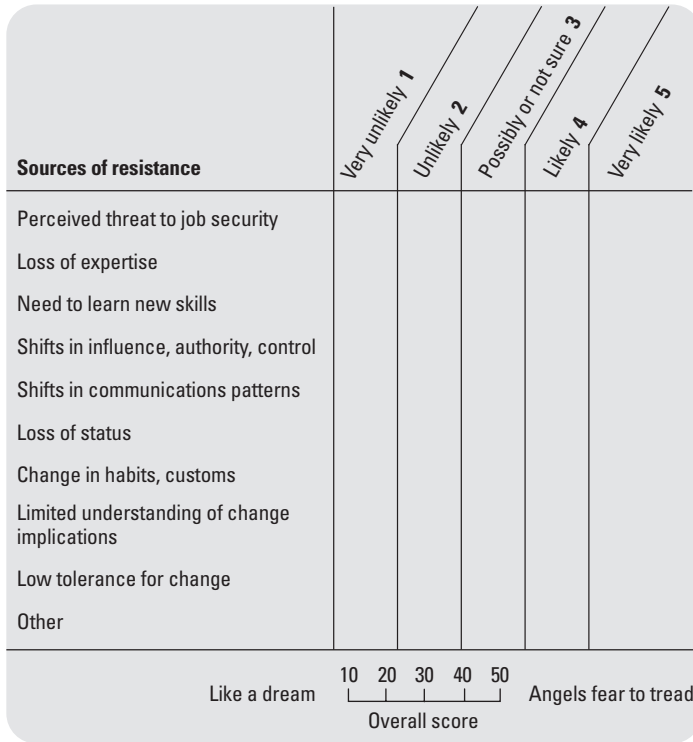 Very unlikely 1
Unlikely 2
Possibly or not sure 3
Likely 4
Very likely 5
Sources of resistance
Perceived threat to job security
Loss of expertise
Need to learn new skills
Shifts in influence, authority, control
Shifts in communications patterns
Loss of status
Change in habits, customs
Limited understanding of change
implications
Low tolerance for change
Other
10 20 30 40 50
Like a dream Angels fear to tread
Overall score